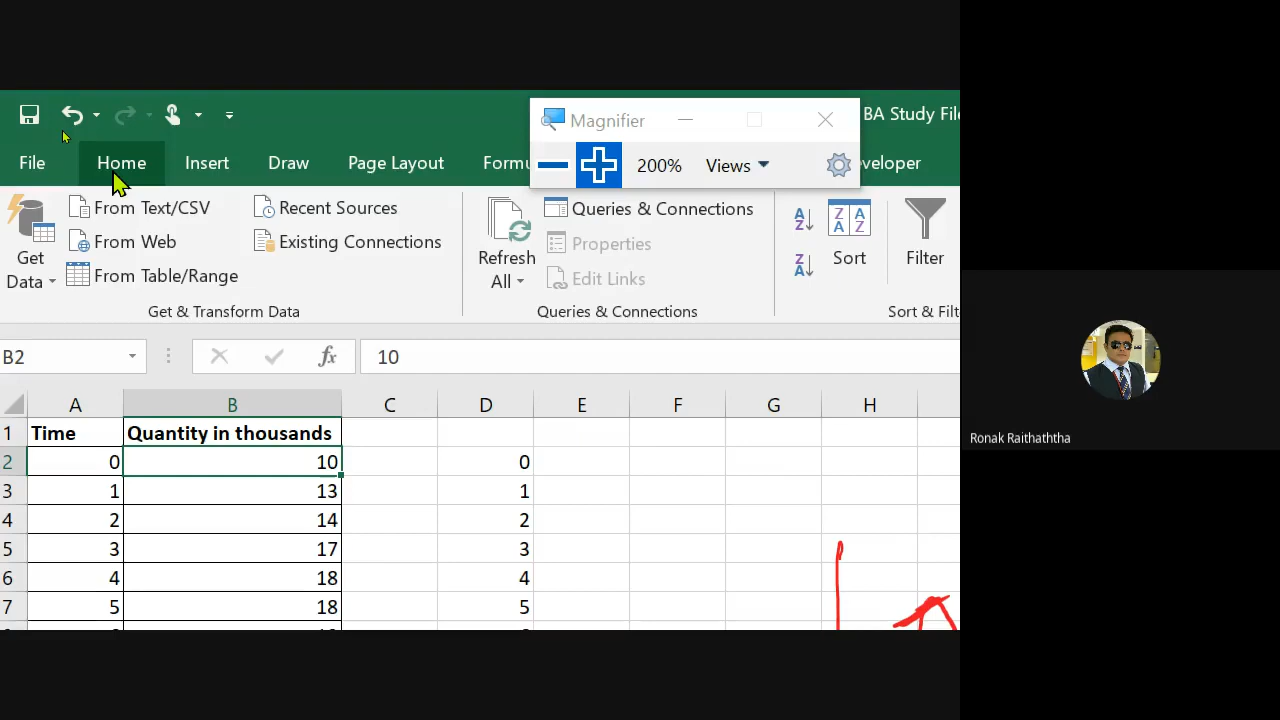 BA Study File
Magnifier
200% Views
File Home Insert Draw Page Layout Formu veloper
Get Data
From Text/CSV
From Web
From Table/Range
Recent Sources
Existing Connections
Get & Transform Data
Refresh All
Queries & Connections
Properties
Edit Links
Queries & Connections
A Z
Z A
Z A A Z
Sort
Filter
Sort & Filte
B2 fx 10
A B C D E F G H
1 Time Quantity in thousands
2 0 10 0
3 1 13 1
4 2 14 2
5 3 17 3
6 4 18 4
7 5 18 5
Ronak Raithaththa